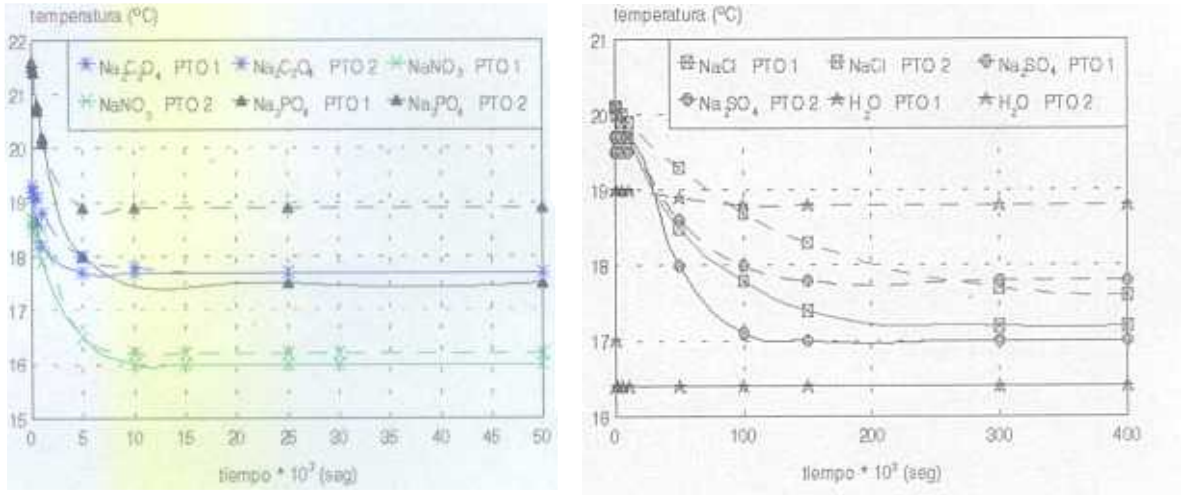 temperatura (ºC)
22
21
20
19
18
17
16
15
Na₂C₂O₄ PTO 1
Na₂C₂O₄ PTO 2
NaNO₃ PTO 1
NaNO₃ PTO 2
Na₃PO₄ PTO 1
Na₃PO₄ PTO 2
0 5 10 15 20 25 30 35 40 45 50
tiempo * 10³ (seg)
temperatura (ºC)
21
20
19
18
17
16
NaCl PTO 1
NaCl PTO 2
Na₂SO₄ PTO 1
Na₂SO₄ PTO 2
H₂O PTO 1
H₂O PTO 2
0 100 200 300 400
tiempo * 10³ (seg)